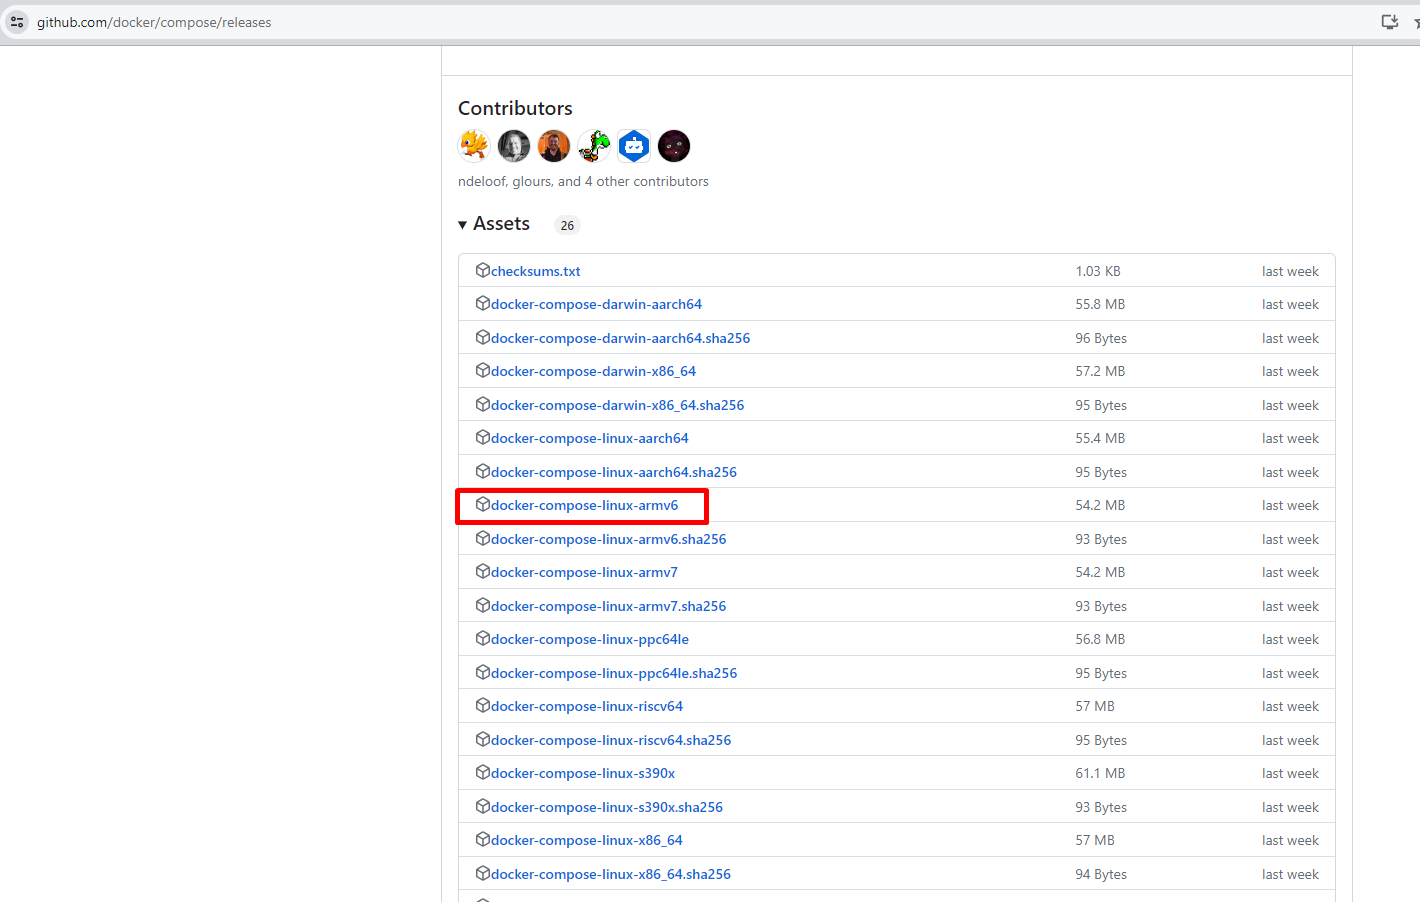 github.com/docker/compose/releases
Contributors
ndeloof, glours, and 4 other contributors
Assets 26
checksums.txt 1.03 KB last week
docker-compose-darwin-aarch64 55.8 MB last week
docker-compose-darwin-aarch64.sha256 96 Bytes last week
docker-compose-darwin-x86_64 57.2 MB last week
docker-compose-darwin-x86_64.sha256 95 Bytes last week
docker-compose-linux-aarch64 55.4 MB last week
docker-compose-linux-aarch64.sha256 95 Bytes last week
docker-compose-linux-armv6 54.2 MB last week
docker-compose-linux-armv6.sha256 93 Bytes last week
docker-compose-linux-armv7 54.2 MB last week
docker-compose-linux-armv7.sha256 93 Bytes last week
docker-compose-linux-ppc64le 56.8 MB last week
docker-compose-linux-ppc64le.sha256 95 Bytes last week
docker-compose-linux-riscv64 57 MB last week
docker-compose-linux-riscv64.sha256 95 Bytes last week
docker-compose-linux-s390x 61.1 MB last week
docker-compose-linux-s390x.sha256 93 Bytes last week
docker-compose-linux-x86_64 57 MB last week
docker-compose-linux-x86_64.sha256 94 Bytes last week